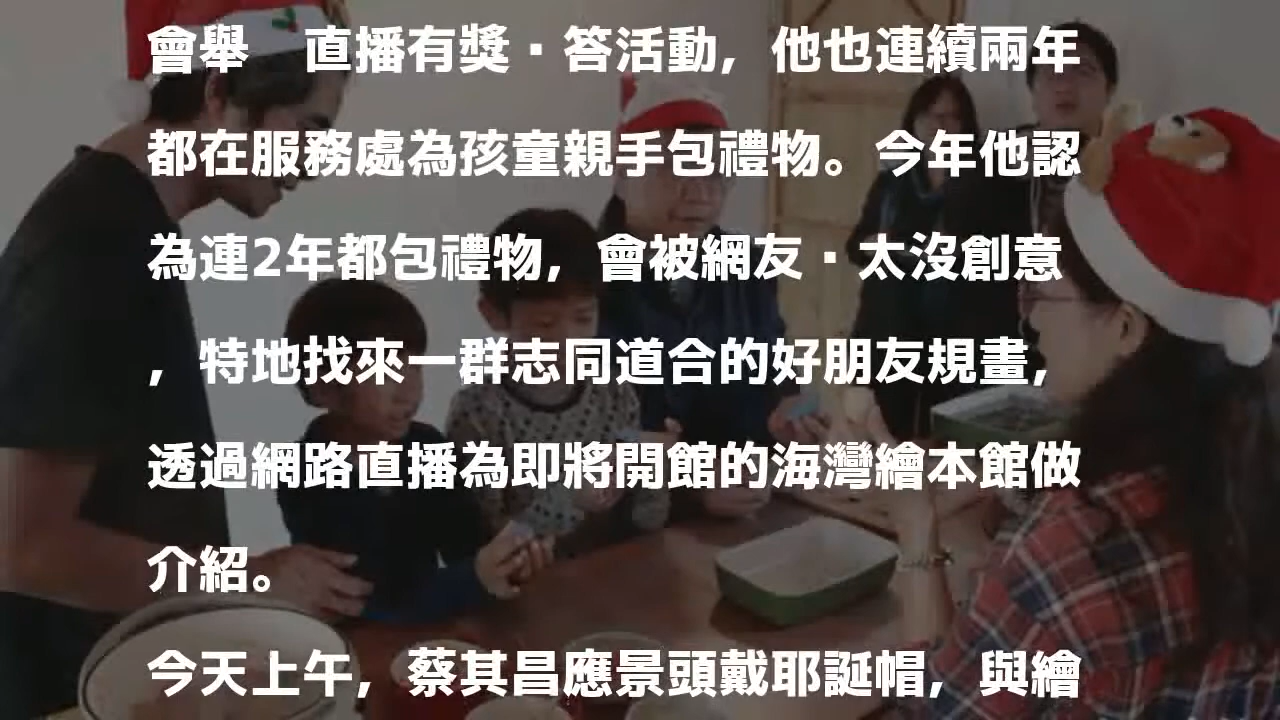 會舉　直播有獎·答活動，他也連續兩年
都在服務處為孩童親手包禮物。今年他認
為連2年都包禮物，會被網友·太沒創意
，特地找來一群志同道合的好朋友規畫，
透過網路直播為即將開館的海灣繪本館做
介紹。
今天上午，蔡其昌應景頭戴耶誕帽，與繪